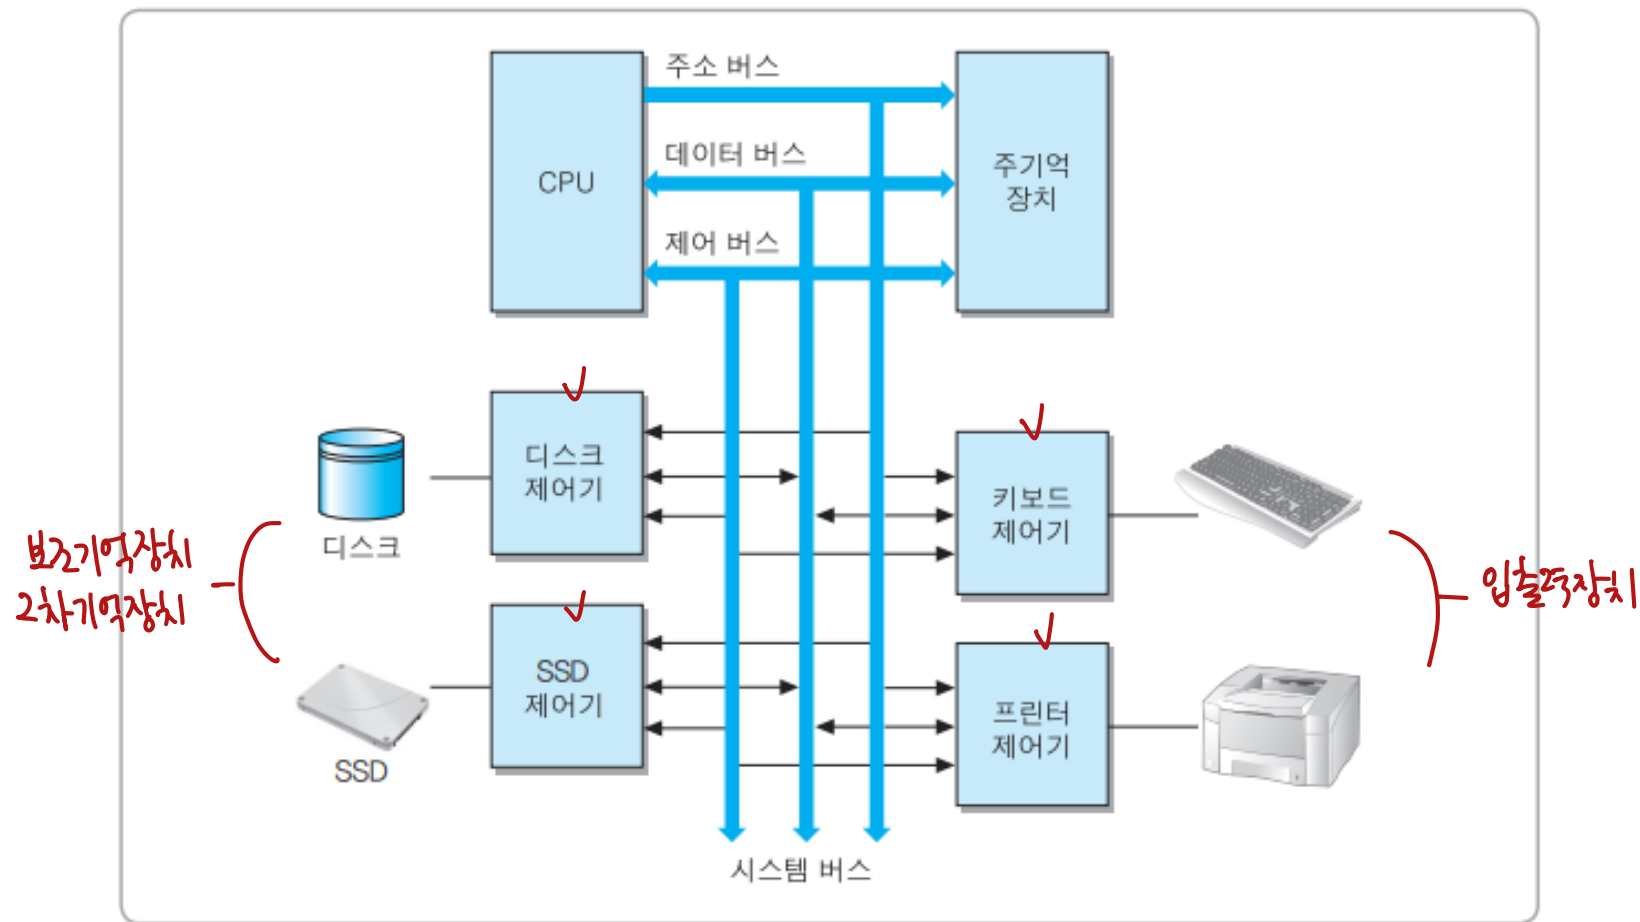 주소 버스
데이터 버스
제어 버스
CPU
주기억
장치
디스크
제어기
디스크
키보드
제어기
보조기억장치
2차기억장치
입출력장치
SSD
제어기
SSD
프린터
제어기
시스템 버스